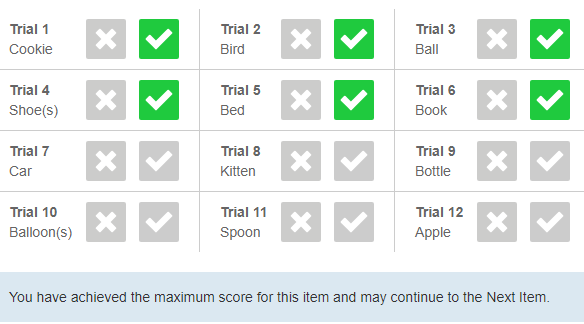 Trial 1
Cookie
Trial 2
Bird
Trial 3
Ball
Trial 4
Shoe(s)
Trial 5
Bed
Trial 6
Book
Trial 7
Car
Trial 8
Kitten
Trial 9
Bottle
Trial 10
Balloon(s)
Trial 11
Spoon
Trial 12
Apple
You have achieved the maximum score for this item and may continue to the Next Item.